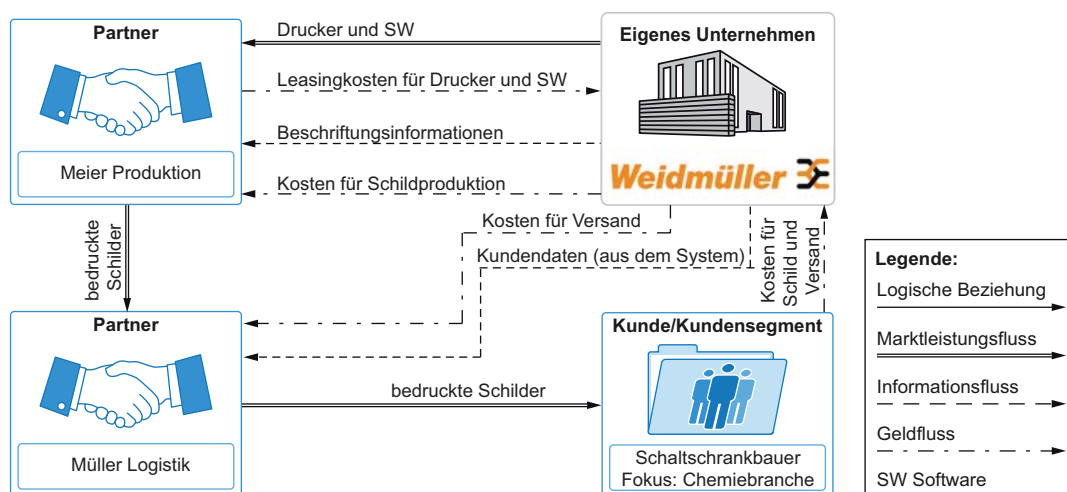 Partner
Meier Produktion
Drucker und SW
Leasingkosten für Drucker und SW
Beschriftungsinformationen
Kosten für Schildproduktion
Eigenes Unternehmen
Weidmüller
bedruckte
Schilder
Kosten für Versand
Kundendaten (aus dem System)
Kosten für
Schild und
Versand
Partner
Müller Logistik
bedruckte Schilder
Kunde/Kundensegment
Schaltschrankbauer
Fokus: Chemiebranche
Legende:
Logische Beziehung
Marktleistungsfluss
Informationsfluss
Geldfluss
SW Software